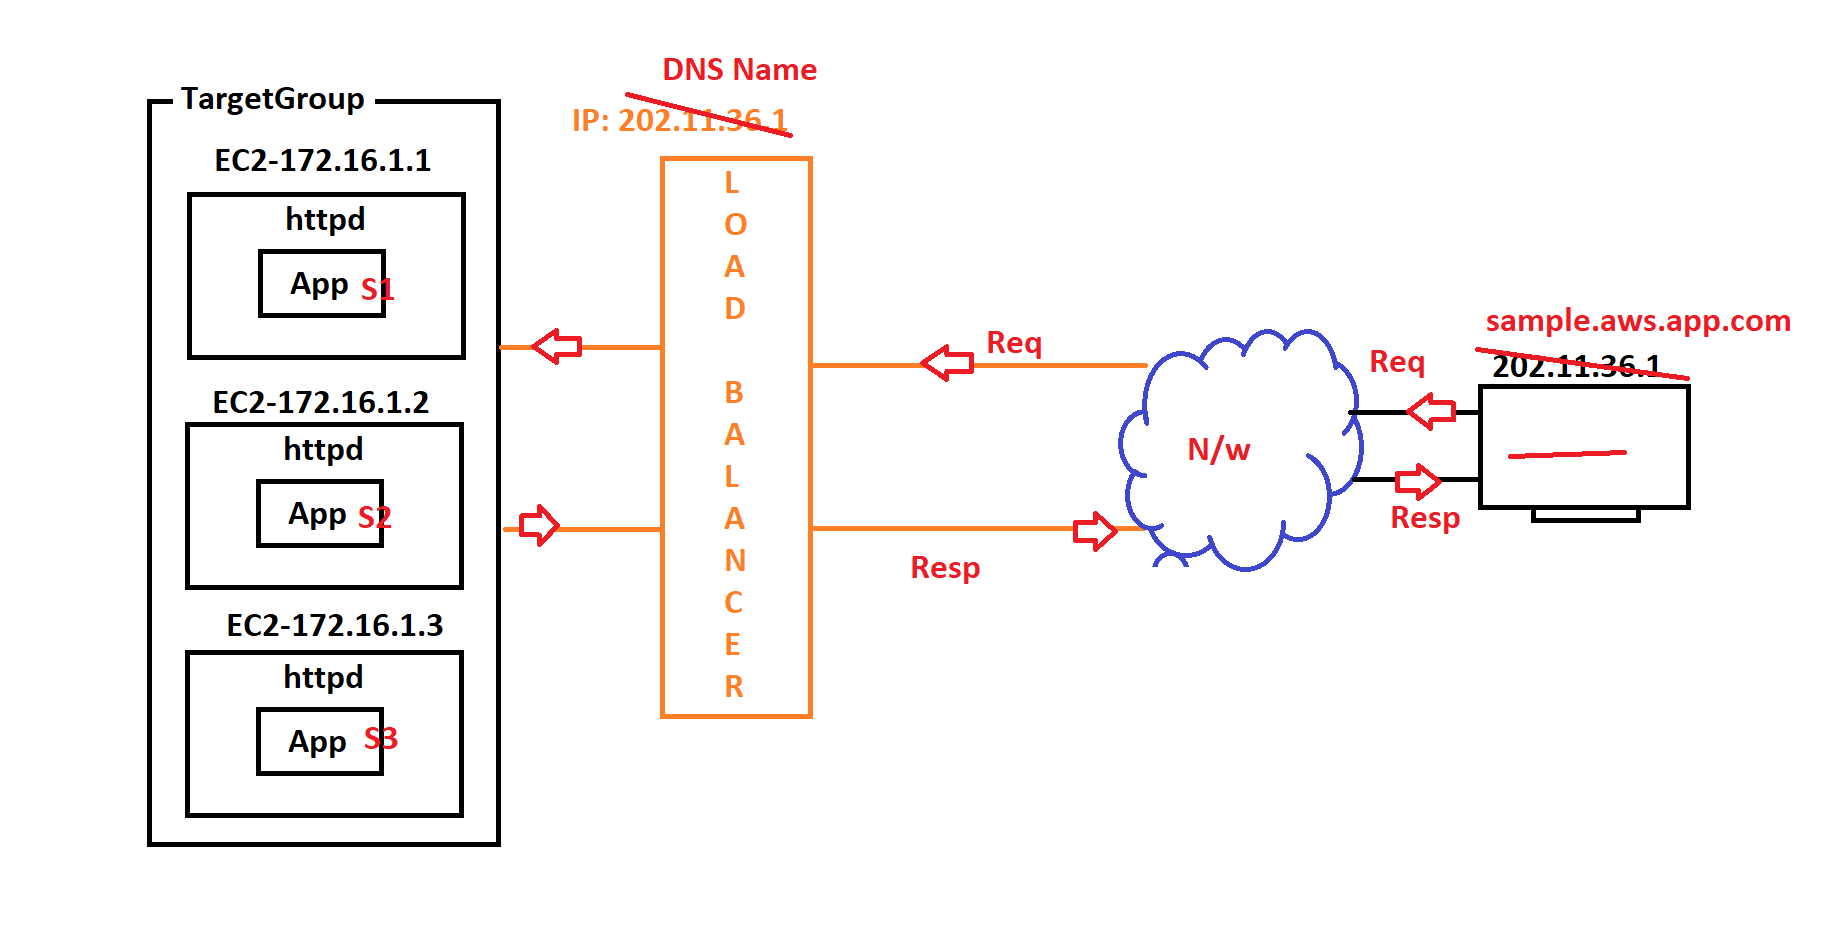 DNS Name
IP: 202.11.36.1
TargetGroup
EC2-172.16.1.1
httpd
App S1
EC2-172.16.1.2
httpd
App S2
EC2-172.16.1.3
httpd
App S3
L
O
A
D
B
A
L
A
N
C
E
R
Req
Resp
N/w
Req
Resp
sample.aws.app.com
202.11.36.1